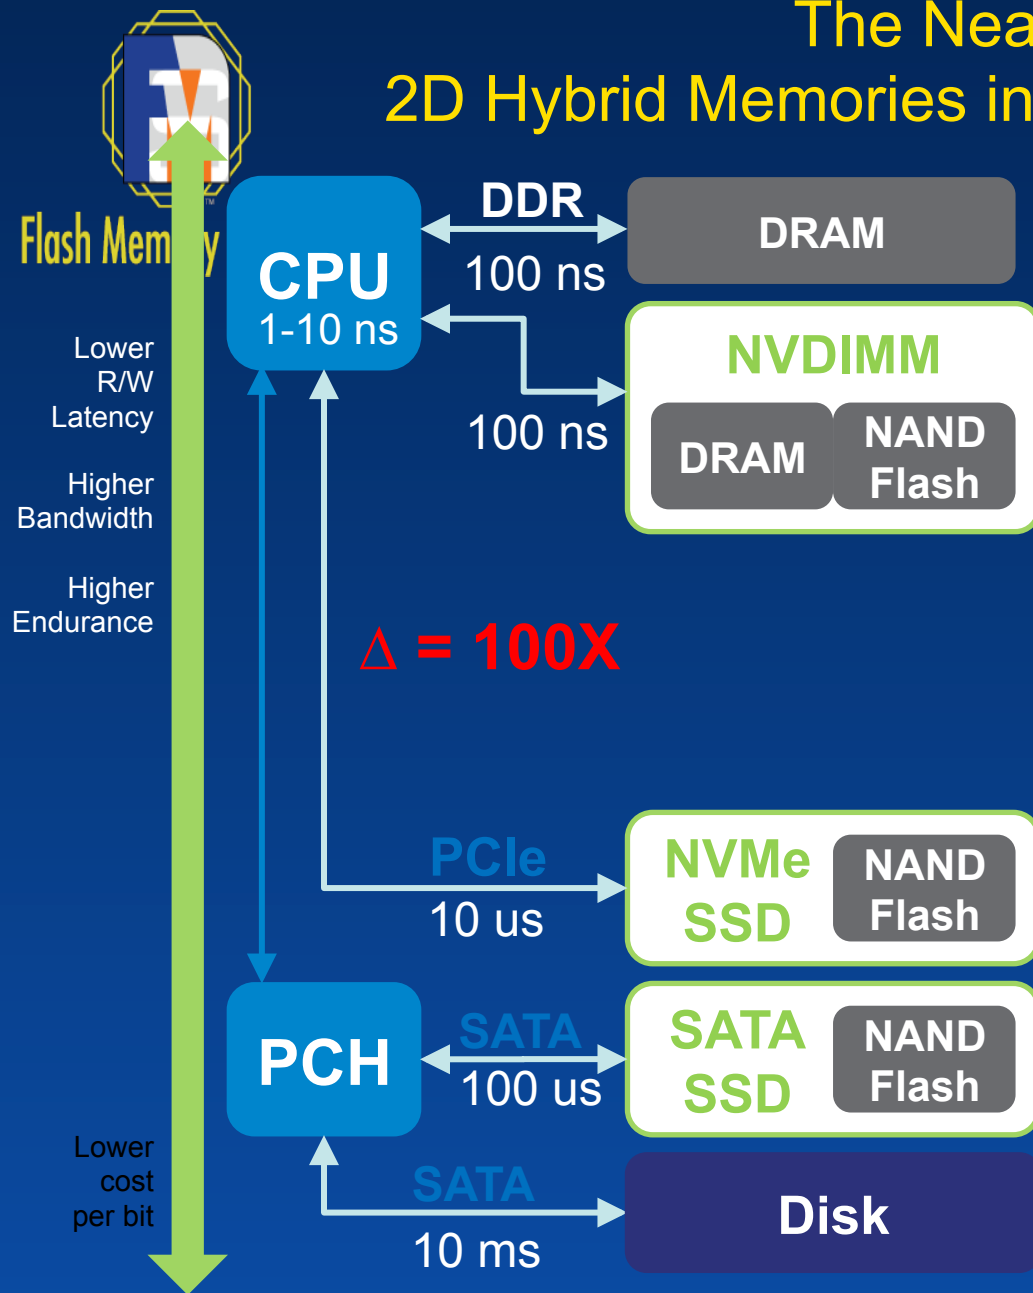 The Nea
2D Hybrid Memories in
Flash Mem y
TM
CPU
1-10 ns
DDR
100 ns
DRAM
100 ns
NVDIMM
DRAM
NAND
Flash
Lower
R/W
Latency
Higher
Bandwidth
Higher
Endurance
Δ = 100X
PCIe
10 us
NVMe
SSD
NAND
Flash
PCH
SATA
100 us
SATA
SSD
NAND
Flash
Lower
cost
per bit
SATA
10 ms
Disk